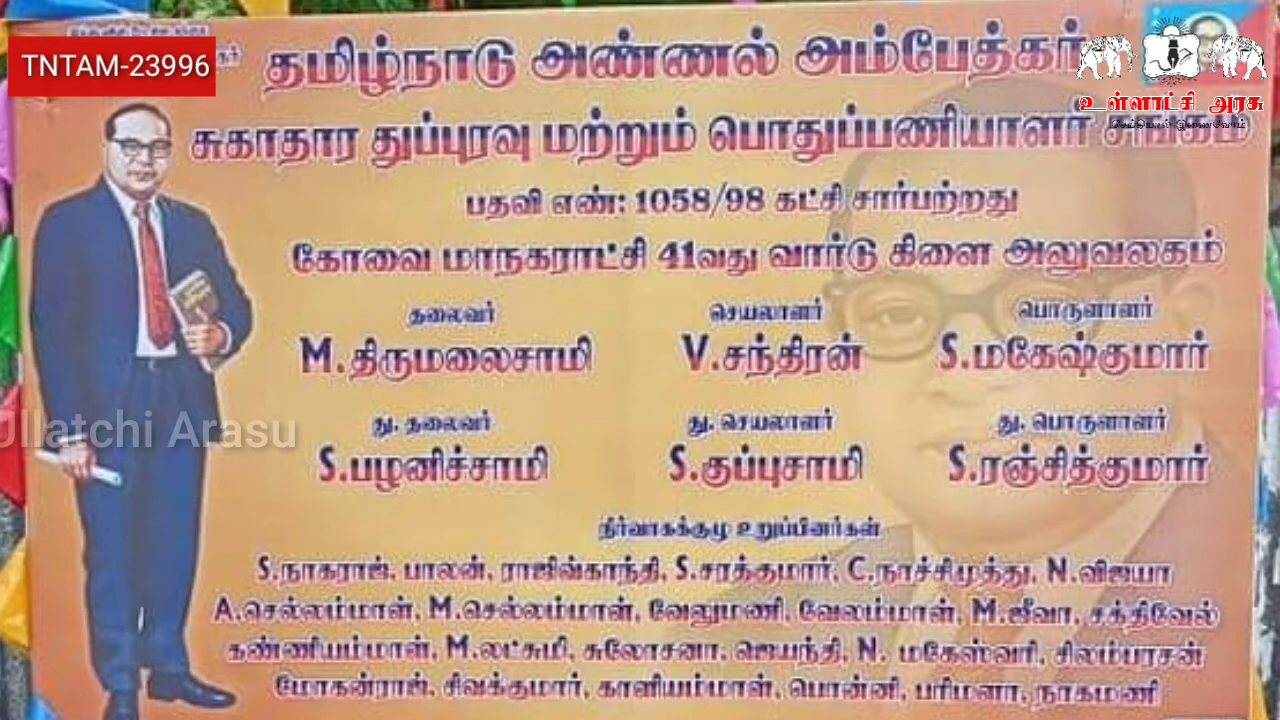 TNTAM-23996
தமிழ்நாடு அண்ணல் அம்பேத்கர்
உள்ளாட்சி அரசு
செய்தியால் இணைவோம்
சுகாதார துப்புரவு மற்றும் பொதுப்பணியாளர் சங்கம்
பதவி எண்: 1058/98 கட்சி சார்பற்றது
கோவை மாநகராட்சி 41வது வார்டு கிளை அலுவலகம்
தலைவர் செயலாளர் பொருளாளர்
M.திருமலைசாமி V.சந்திரன் S.மகேஷ்குமார்
து. தலைவர் து. செயலாளர் து. பொருளாளர்
Ullatchi Arasu
S.பழனிச்சாமி S.குப்புசாமி S.ரஞ்சித்குமார்
நிர்வாகக்குழு உறுப்பினர்கள்
S.நாகராஜ், பாலன், ராஜிவ்காந்தி, S.சரத்குமார், C.நாச்சிமுத்து, N.விஜயா
A.செல்லம்மாள், M.செல்லம்மாள், வேலுமணி, வேலம்மாள், M.ஜீவா, சக்திவேல்
கண்ணியம்மாள், M.லட்சுமி, சுலோசனா, ஜெயந்தி, N. மகேஸ்வரி, சிலம்பரசன்
மோகன்ராஜ், சிவக்குமார், காளியம்மாள், பொன்னி, பரிமளா, நாகமணி